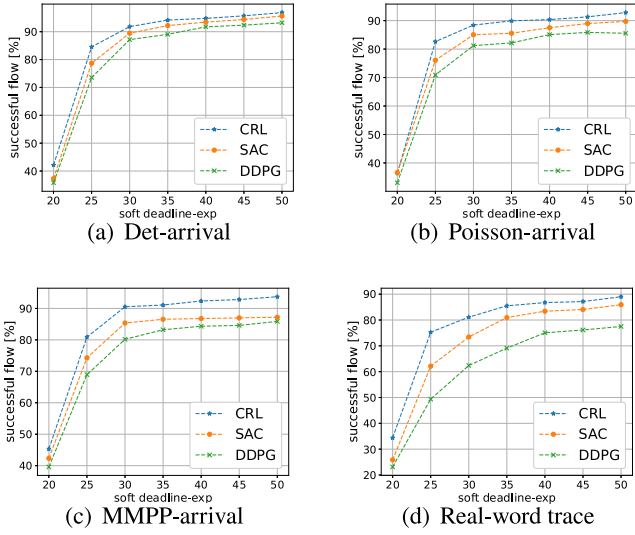 successful flow [%]
90
80
70
60
50
40
CRL
SAC
DDPG
20 25 30 35 40 45 50
soft deadline-exp
(a) Det-arrival
successful flow [%]
90
80
70
60
50
40
CRL
SAC
DDPG
20 25 30 35 40 45 50
soft deadline-exp
(b) Poisson-arrival
successful flow [%]
90
80
70
60
50
40
CRL
SAC
DDPG
20 25 30 35 40 45 50
soft deadline-exp
(c) MMPP-arrival
successful flow [%]
90
80
70
60
50
40
30
20
CRL
SAC
DDPG
20 25 30 35 40 45 50
soft deadline-exp
(d) Real-word trace